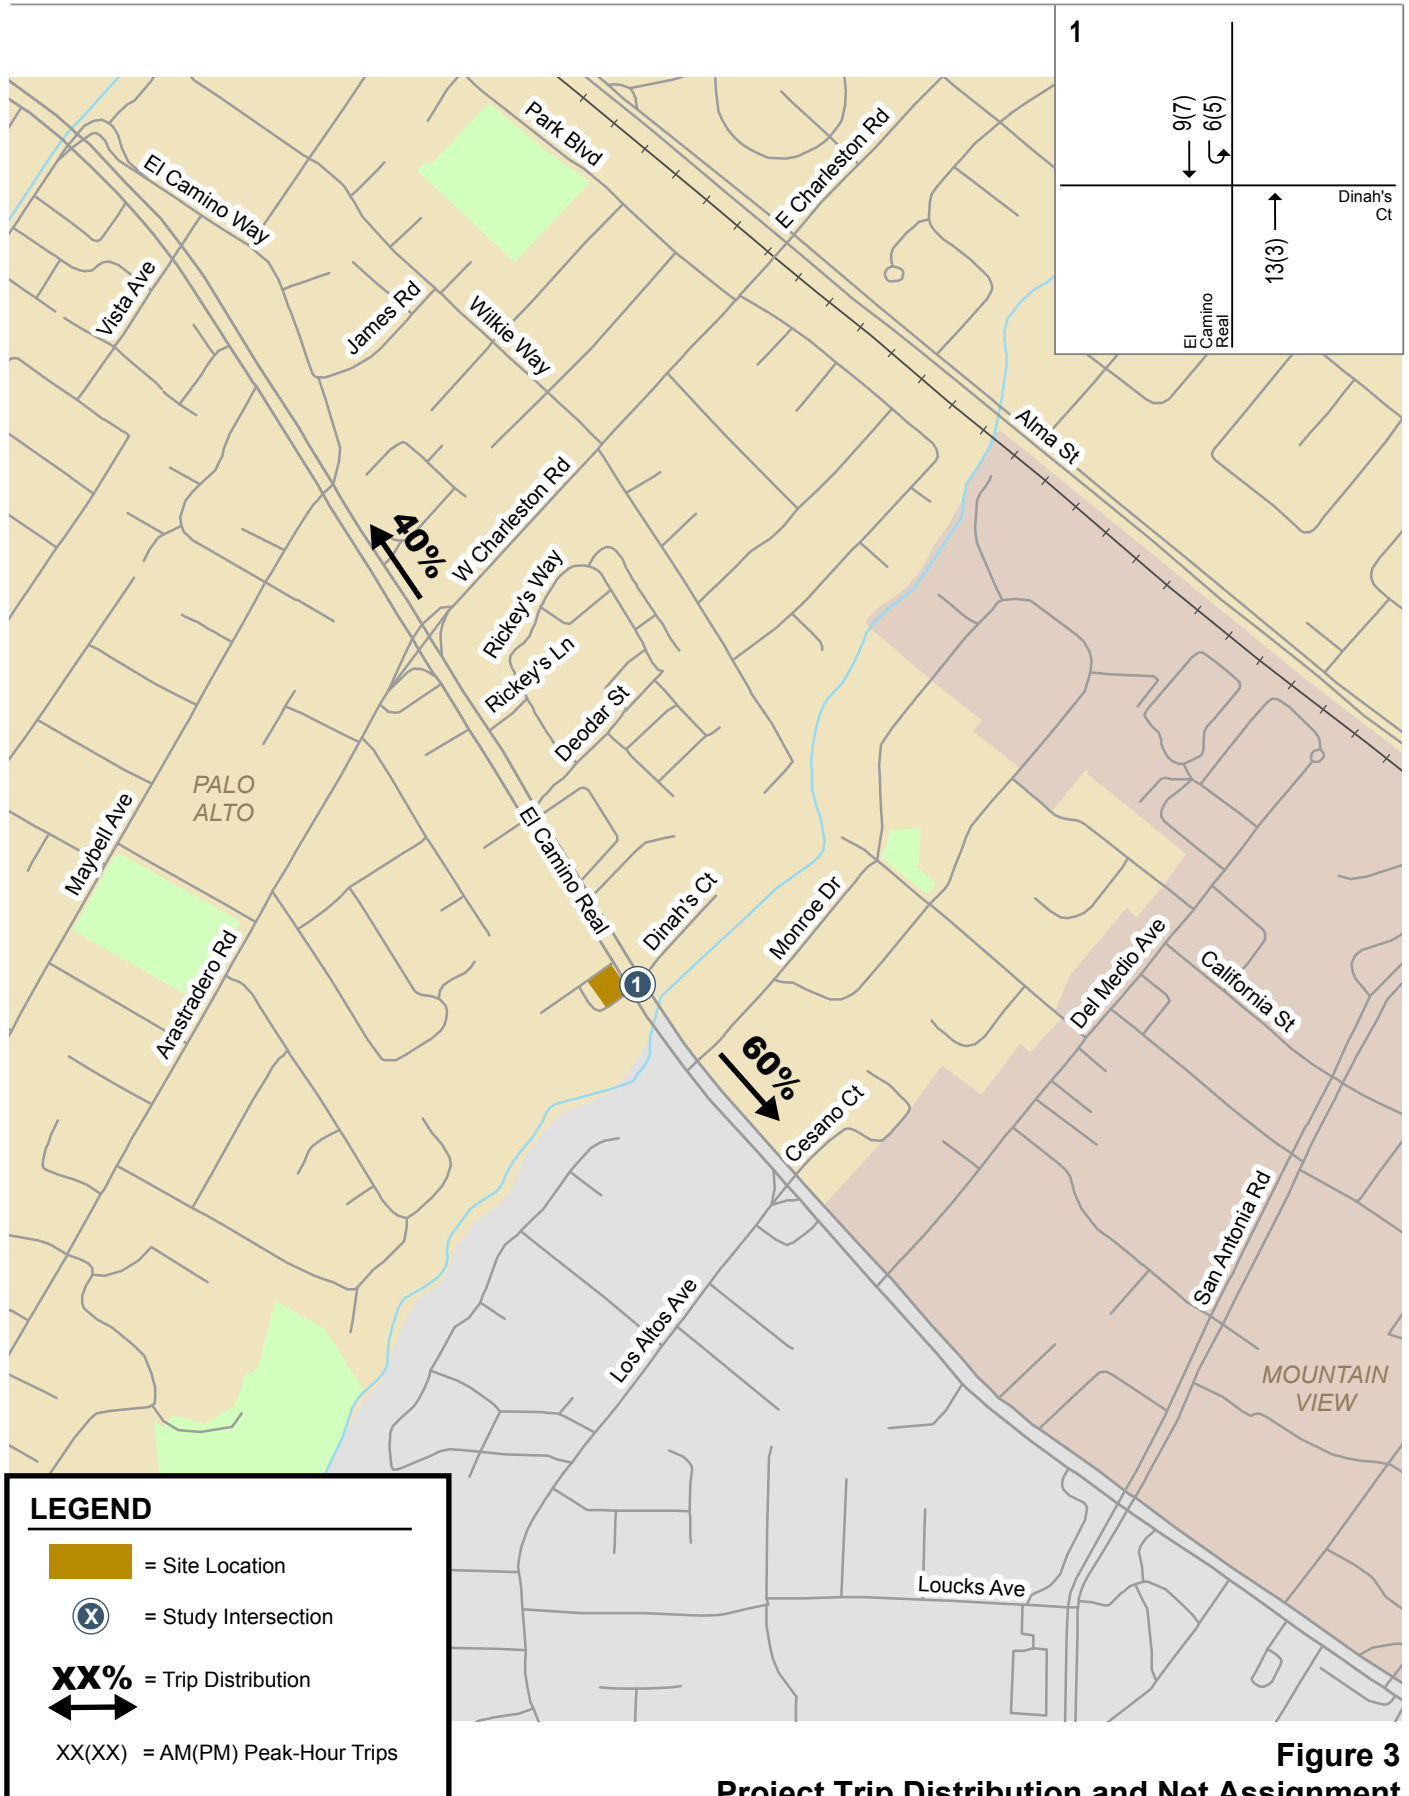 1
9(7)
6(5)
Dinah's
Ct
13(3)
El
Camino
Real
Park Blvd
E Charleston Rd
El Camino Way
Vista Ave
James Rd
Wilkie Way
Alma St
40%
W Charleston Rd
Rickey's Way
Rickey's Ln
Deodar St
PALO
ALTO
Maybell Ave
El Camino Real
Dinah's Ct
Monroe Dr
Arastradero Rd
1
Del Medio Ave
California St
60%
Cesano Ct
San Antonia Rd
Los Altos Ave
MOUNTAIN
VIEW
Loucks Ave
LEGEND
= Site Location
X = Study Intersection
XX% = Trip Distribution
XX(XX) = AM(PM) Peak-Hour Trips
Figure 3
Project Trip Distribution and Net Assignment